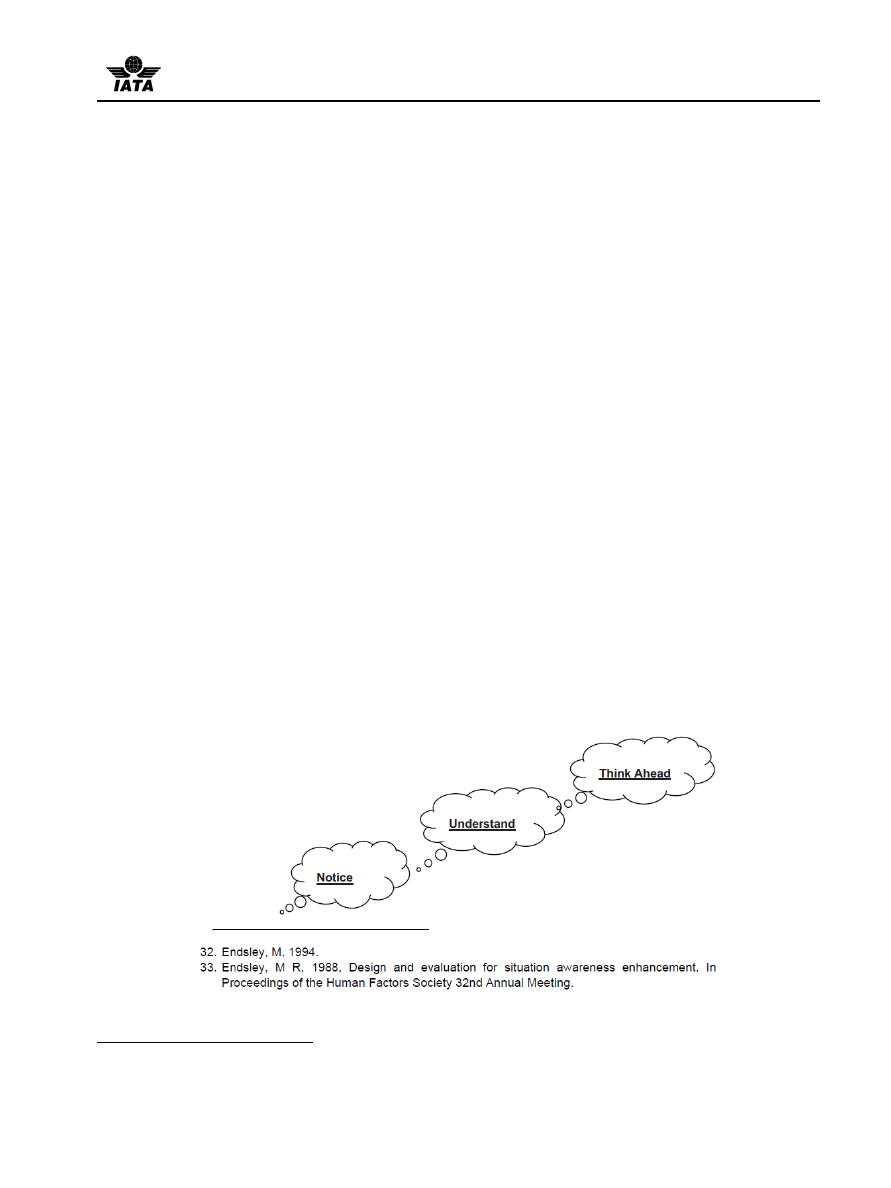 IATA
Think Ahead
Understand
Notice
32. Endsley, M, 1994.
33. Endsley, M R, 1988, Design and evaluation for situation awareness enhancement. In
Proceedings of the Human Factors Society 32nd Annual Meeting.